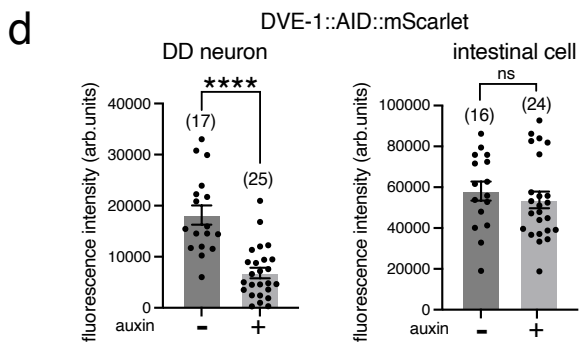 d
DVE-1::AID::mScarlet
DD neuron
fluorescence intensity (arb.units)
40000
30000
20000
10000
0
****
(17)
(25)
auxin - +
intestinal cell
fluorescence intensity (arb.units)
100000
80000
60000
40000
20000
0
ns
(16)
(24)
auxin - +